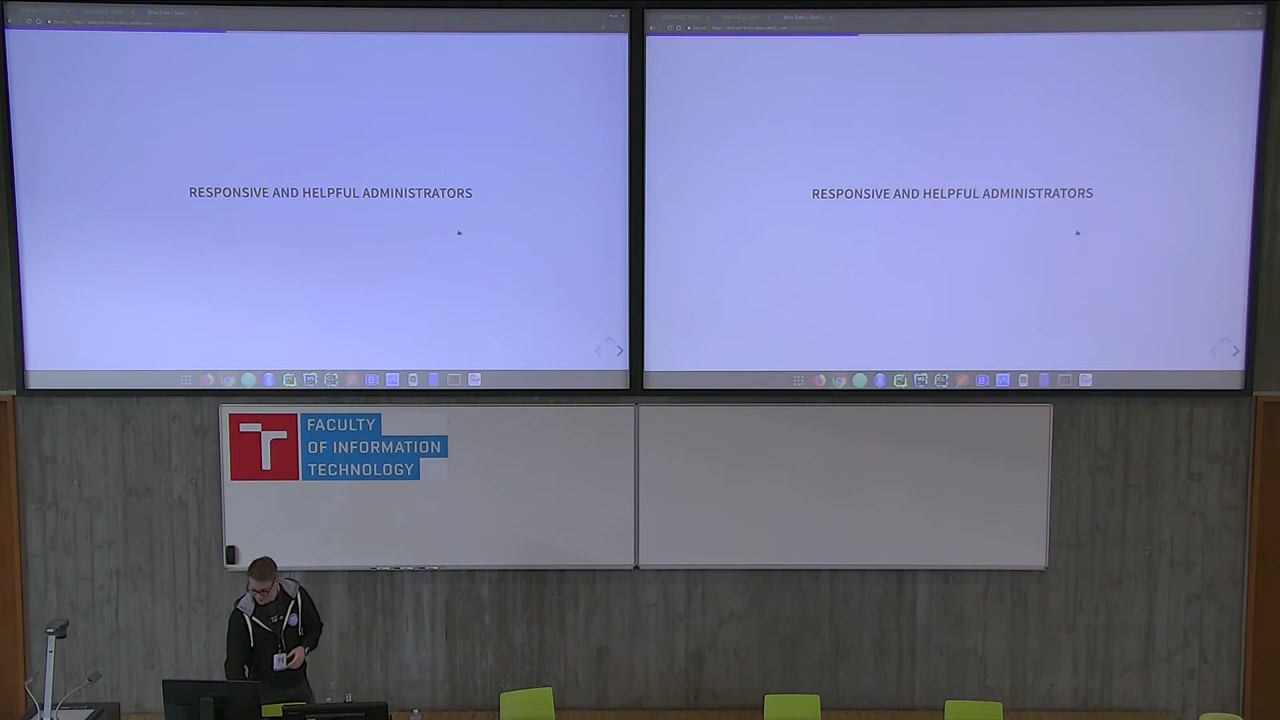 RESPONSIVE AND HELPFUL ADMINISTRATORS
RESPONSIVE AND HELPFUL ADMINISTRATORS
FACULTY
OF INFORMATION
TECHNOLOGY